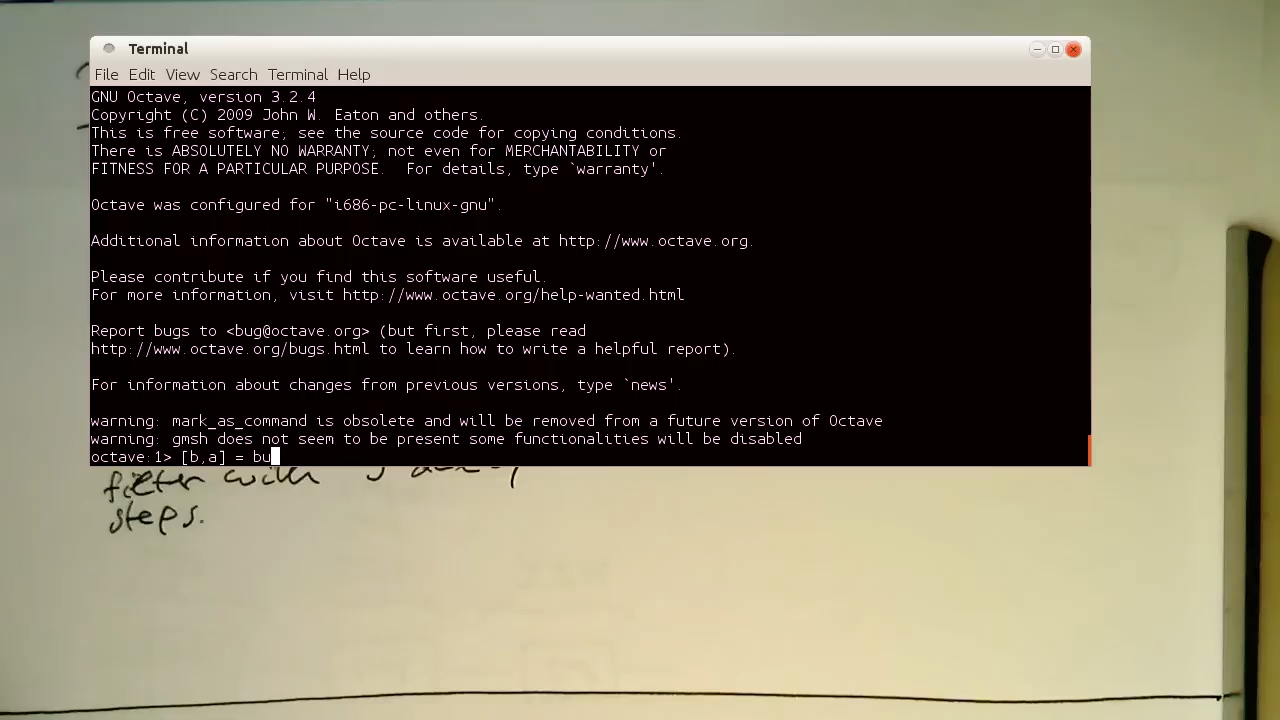 Terminal
File Edit View Search Terminal Help
GNU Octave, version 3.2.4
Copyright (C) 2009 John W. Eaton and others.
This is free software; see the source code for copying conditions.
There is ABSOLUTELY NO WARRANTY; not even for MERCHANTABILITY or
FITNESS FOR A PARTICULAR PURPOSE.  For details, type `warranty'.
Octave was configured for "i686-pc-linux-gnu".
Additional information about Octave is available at http://www.octave.org.
Please contribute if you find this software useful.
For more information, visit http://www.octave.org/help-wanted.html
Report bugs to <bug@octave.org> (but first, please read
http://www.octave.org/bugs.html to learn how to write a helpful report).
For information about changes from previous versions, type `news'.
warning: mark_as_command is obsolete and will be removed from a future version of Octave
warning: gmsh does not seem to be present some functionalities will be disabled
octave:1> [b,a] = bu
filter with
steps.